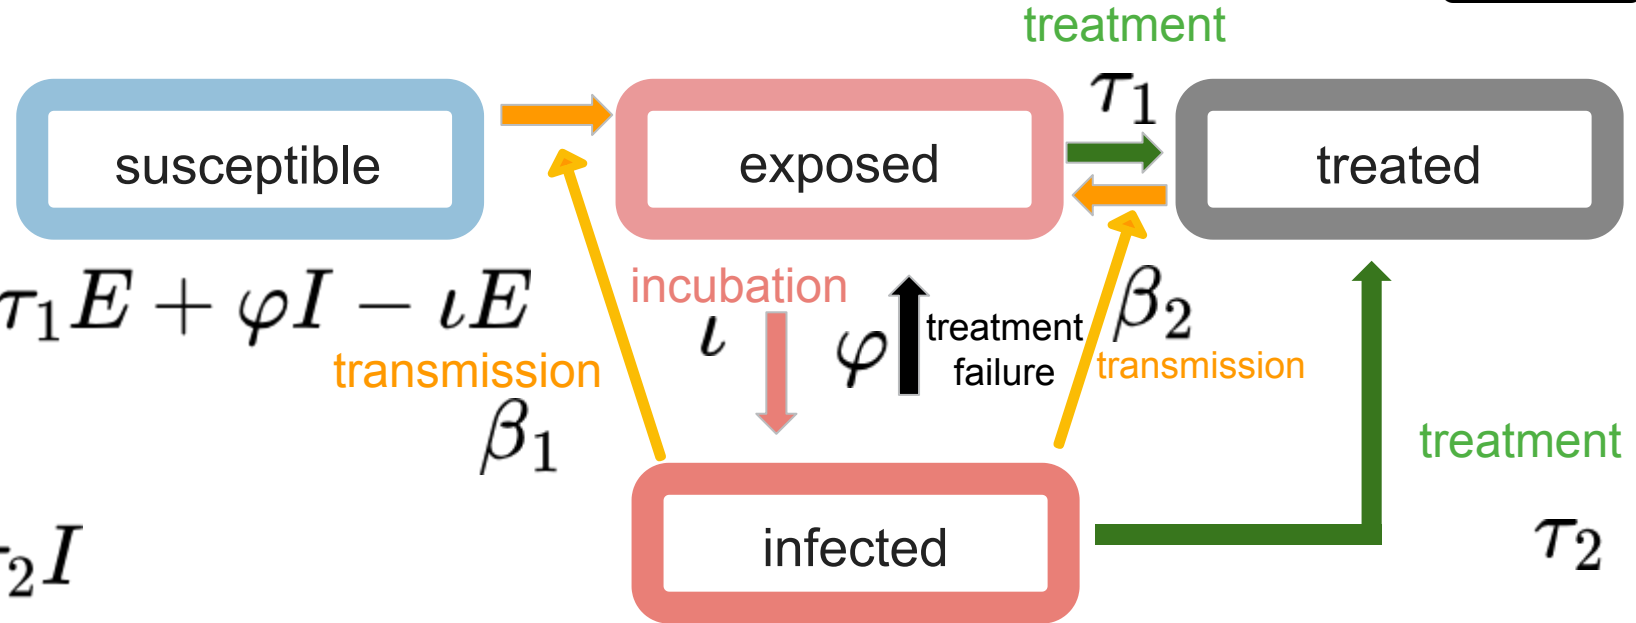 treatment
τ₁
susceptible
exposed
treated
τ₁E + φI − ιE
incubation
ι
φ
treatment
failure
β₂
transmission
transmission
β₁
treatment
infected
₂I
τ₂